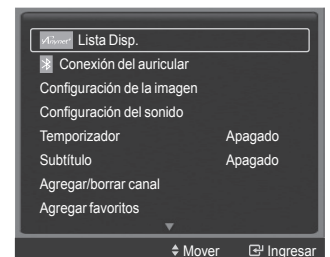 Anynet+ Lista Disp.
Conexión del auricular
Configuración de la imagen
Configuración del sonido
Temporizador Apagado
Subtítulo Apagado
Agregar/borrar canal
Agregar favoritos
Mover Ingresar